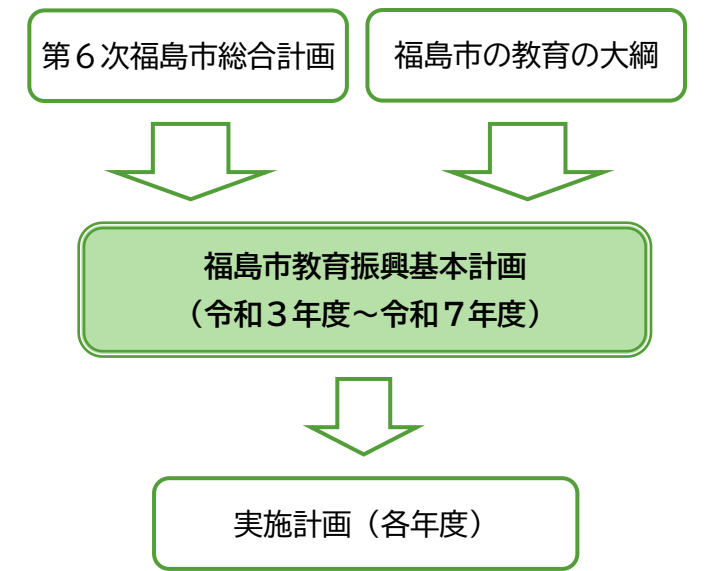 第６次福島市総合計画
福島市の教育の大綱
福島市教育振興基本計画
（令和３年度～令和７年度）
実施計画（各年度）